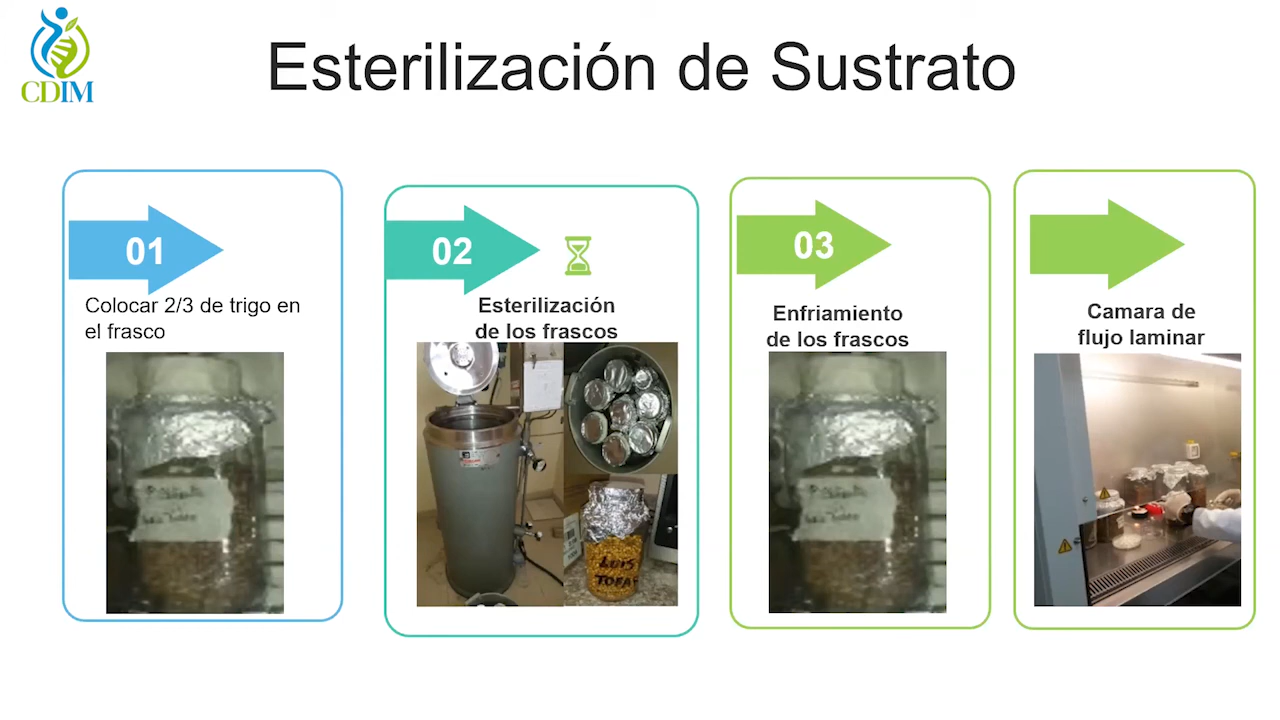 CDIM
Esterilización de Sustrato
01
Colocar 2/3 de trigo en
el frasco
02
Esterilización
de los frascos
LUIS
03
Enfriamiento
de los frascos
Camara de
flujo laminar